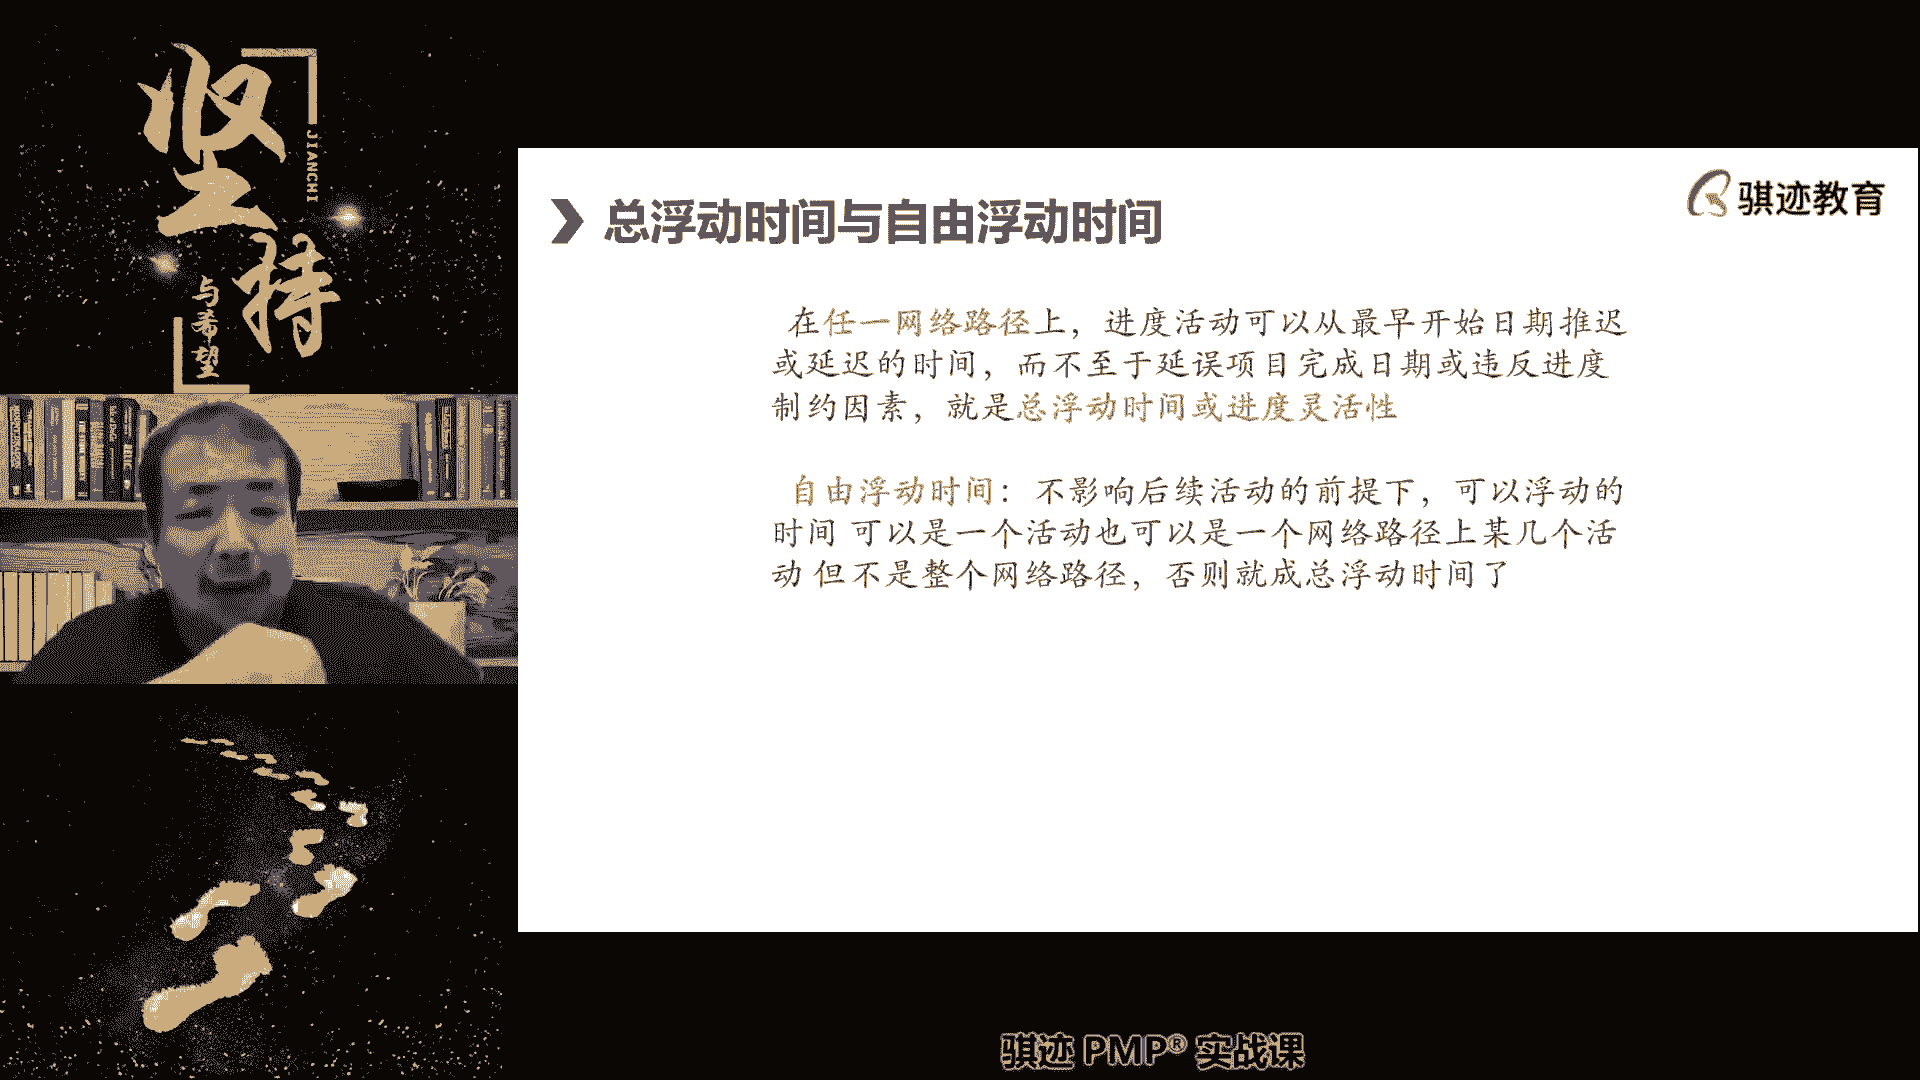 坚持
JIANCHI
与希望
骐迹教育
总浮动时间与自由浮动时间
在任一网络路径上，进度活动可以从最早开始日期推迟
或延迟的时间，而不至于延误项目完成日期或违反进度
制约因素，就是总浮动时间或进度灵活性
自由浮动时间：不影响后续活动的前提下，可以浮动的
时间 可以是一个活动也可以是一个网络路径上某几个活
动 但不是整个网络路径，否则就成总浮动时间了
骐迹 PMP® 实战课